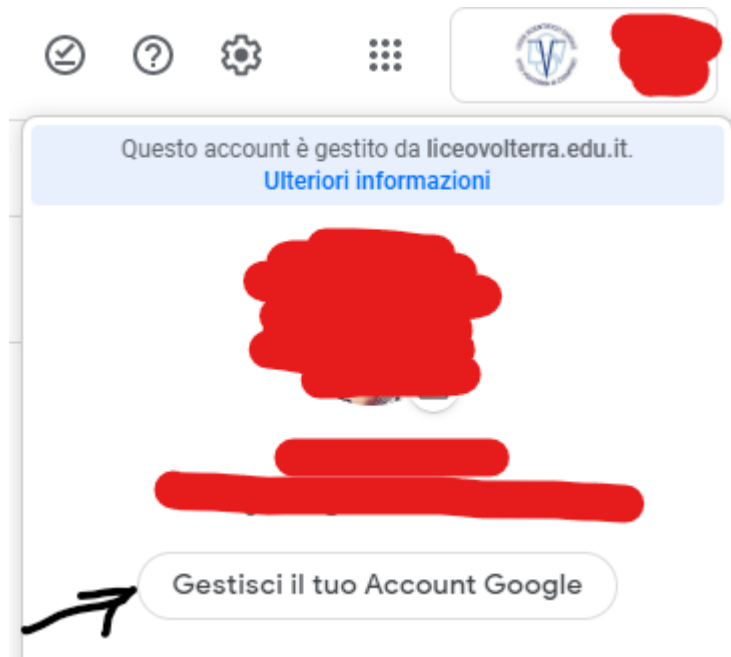 Questo account è gestito da liceovolterra.edu.it.
Ulteriori informazioni
Gestisci il tuo Account Google